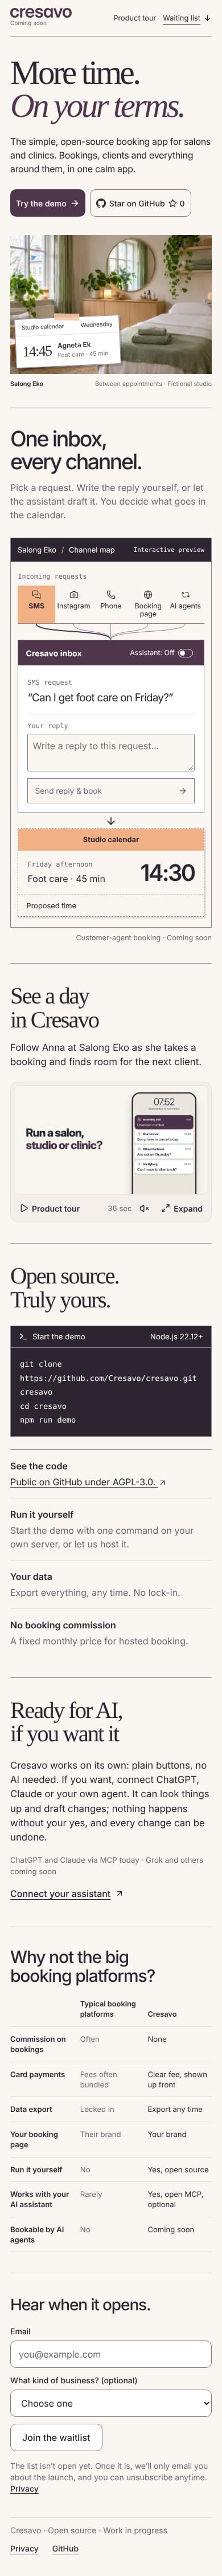 cresavo
Coming soon
Product tour Waiting list
More time.
On your terms.
The simple, open-source booking app for salons
and clinics. Bookings, clients and everything
around them, in one calm app.
Try the demo
Star on GitHub 0
Studio calendar Wednesday
14:45 Agneta Ek
Foot care · 45 min
Salong Eko
Between appointments · Fictional studio
One inbox,
every channel.
Pick a request. Write the reply yourself, or let
the assistant draft it. You decide what goes in
the calendar.
Salong Eko / Channel map Interactive preview
Incoming requests
SMS Instagram Phone Booking page AI agents
Cresavo inbox Assistant: Off
SMS request
“Can I get foot care on Friday?”
Your reply
Write a reply to this request...
Send reply & book
Studio calendar
Friday afternoon
Foot care · 45 min
14:30
Proposed time
Customer-agent booking · Coming soon
See a day
in Cresavo
Follow Anna at Salong Eko as she takes a
booking and finds room for the next client.
Run a salon,
studio or clinic?
07:52
Product tour 36 sec Expand
Open source.
Truly yours.
Start the demo Node.js 22.12+
git clone
https://github.com/Cresavo/cresavo.git
cresavo
cd cresavo
npm run demo
See the code
Public on GitHub under AGPL-3.0.
Run it yourself
Start the demo with one command on your
own server, or let us host it.
Your data
Export everything, any time. No lock-in.
No booking commission
A fixed monthly price for hosted booking.
Ready for AI,
if you want it
Cresavo works on its own: plain buttons, no
AI needed. If you want, connect ChatGPT,
Claude or your own agent. It can look things
up and draft changes; nothing happens
without your yes, and every change can be
undone.
ChatGPT and Claude via MCP today · Grok and others
coming soon
Connect your assistant
Why not the big
booking platforms?
Typical booking platforms Cresavo
Commission on bookings Often None
Card payments Fees often bundled Clear fee, shown up front
Data export Locked in Export any time
Your booking page Their brand Your brand
Run it yourself No Yes, open source
Works with your AI assistant Rarely Yes, open MCP, optional
Bookable by AI agents No Coming soon
Hear when it opens.
Email
you@example.com
What kind of business? (optional)
Choose one
Join the waitlist
The list isn’t open yet. Once it is, we’ll only email you
about the launch, and you can unsubscribe anytime.
Privacy
Cresavo · Open source · Work in progress
Privacy GitHub